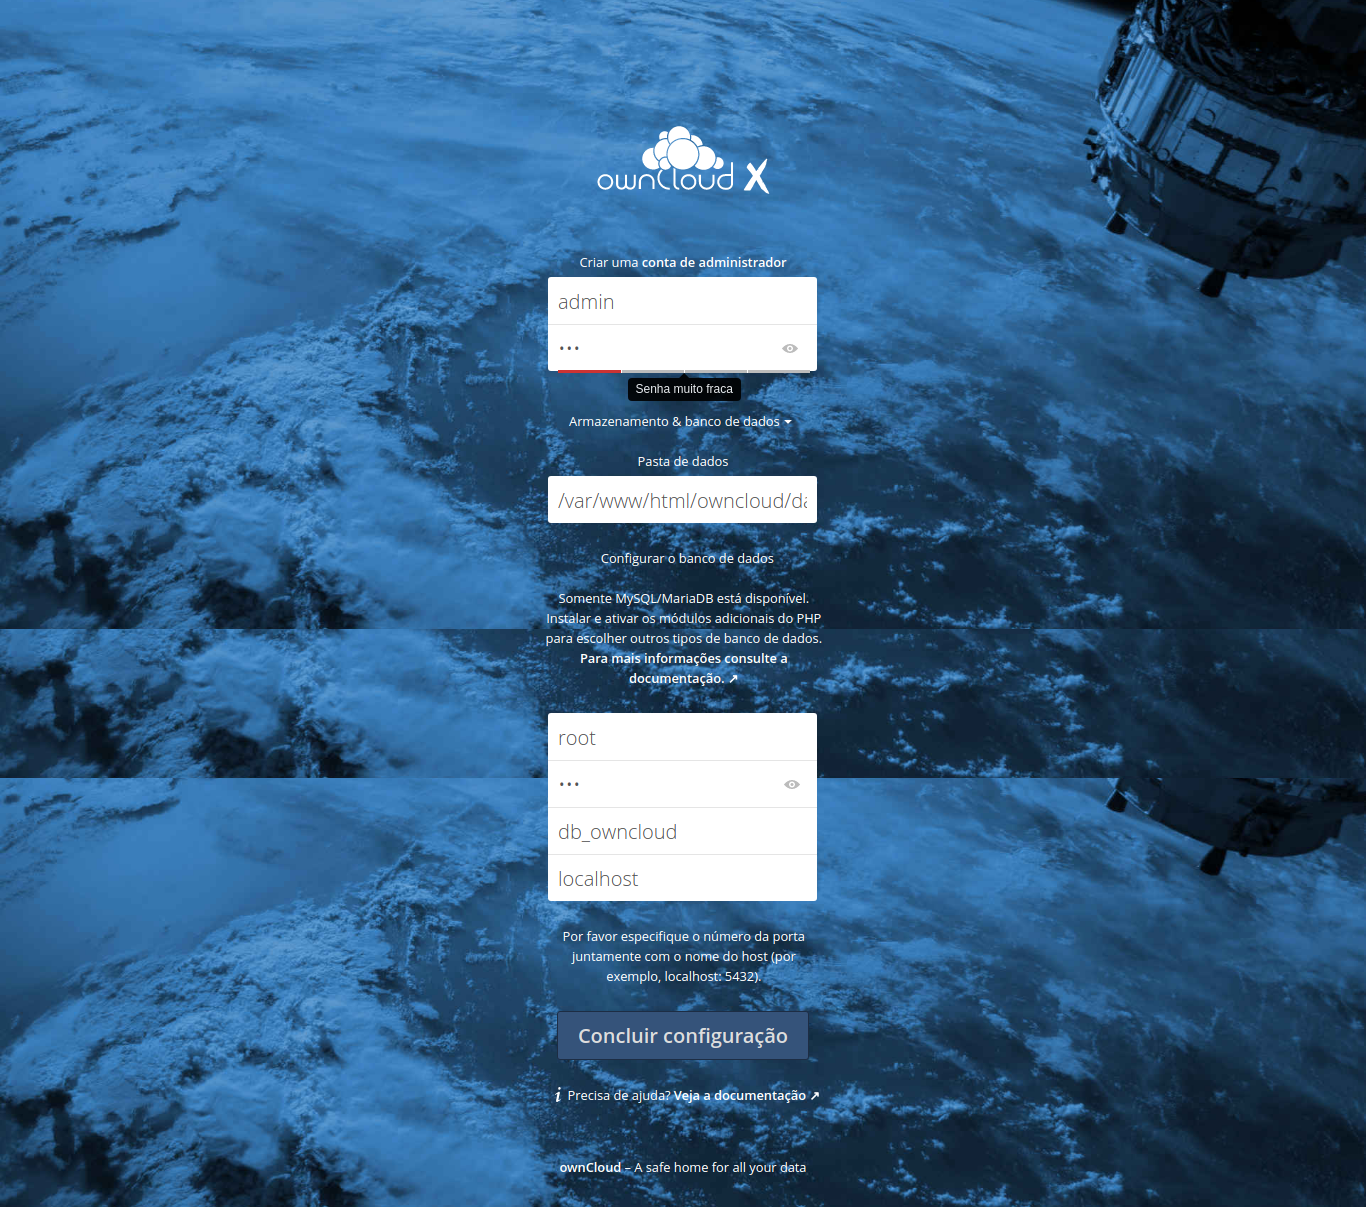 ownCloud X
Criar uma conta de administrador
admin
•••
Senha muito fraca
Armazenamento & banco de dados
Pasta de dados
/var/www/html/owncloud/da
Configurar o banco de dados
Somente MySQL/MariaDB está disponível.
Instalar e ativar os módulos adicionais do PHP
para escolher outros tipos de banco de dados.
Para mais informações consulte a
documentação. ↗
root
•••
db_owncloud
localhost
Por favor especifique o número da porta
juntamente com o nome do host (por
exemplo, localhost: 5432).
Concluir configuração
i Precisa de ajuda? Veja a documentação ↗
ownCloud – A safe home for all your data